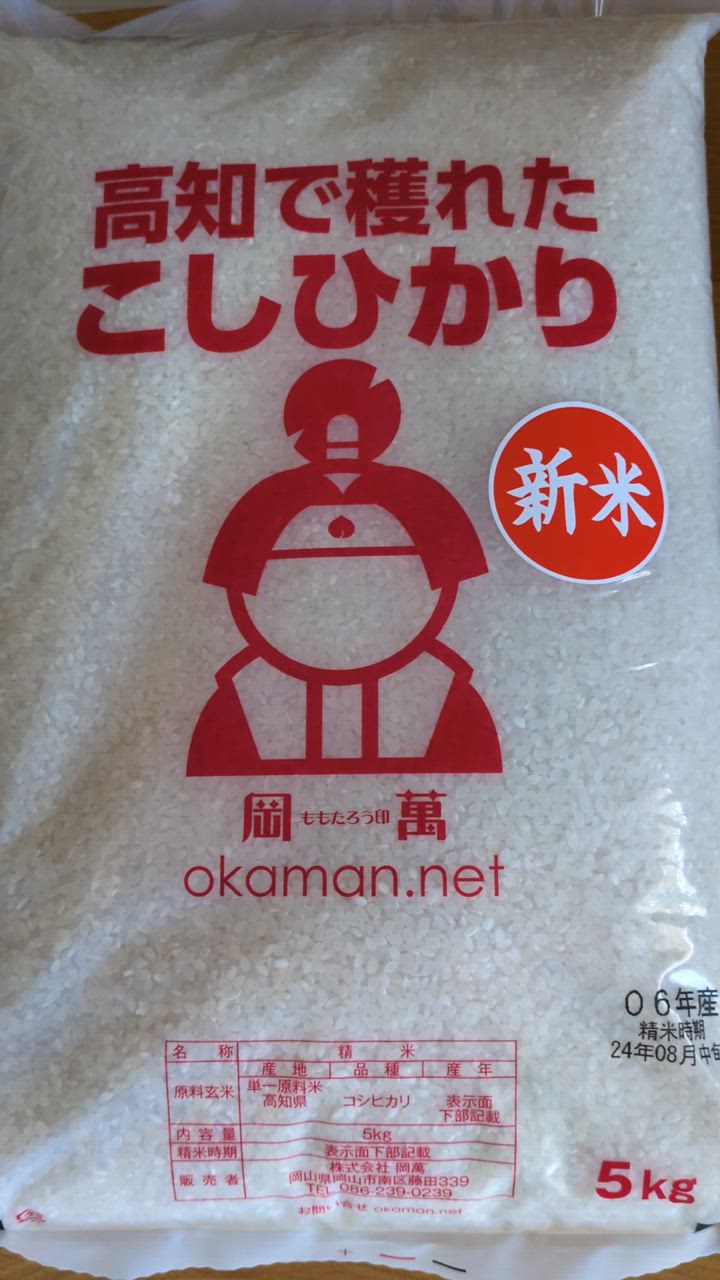 高知で穫れた
こしひかり
新米
岡 ももたろう印 萬
okaman.net
06年産
精米時期
24年08月中旬
名 称 精 米
産 地 品 種 産 年
原料玄米 単一原料米
高知県 コシヒカリ 表示面
下部記載
内 容 量 5kg
精米時期 表示面下部記載
販 売 者 株式会社 岡萬
岡山県岡山市南区藤田339
TEL 086-239-0239
お問い合せ okaman.net
5kg